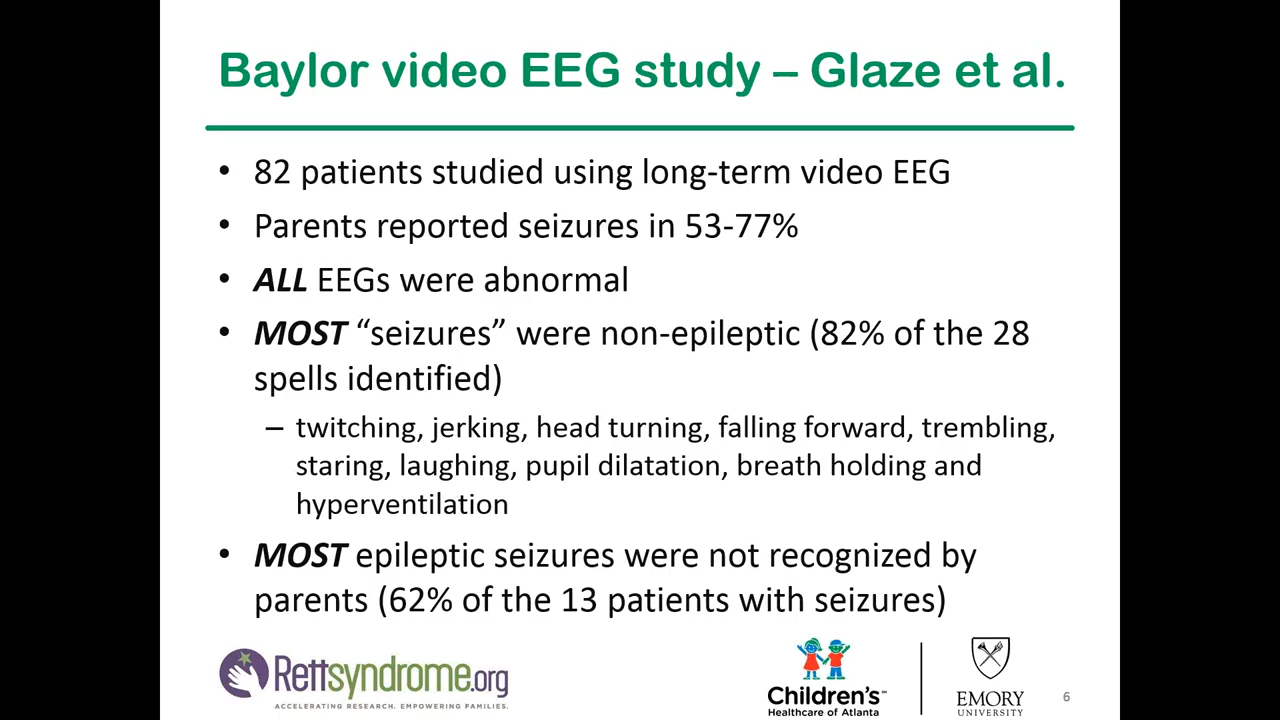 Baylor video EEG study – Glaze et al.
• 82 patients studied using long-term video EEG
• Parents reported seizures in 53-77%
• ALL EEGs were abnormal
• MOST “seizures” were non-epileptic (82% of the 28
spells identified)
– twitching, jerking, head turning, falling forward, trembling,
staring, laughing, pupil dilatation, breath holding and
hyperventilation
• MOST epileptic seizures were not recognized by
parents (62% of the 13 patients with seizures)
Rettsyndrome.org
ACCELERATING RESEARCH. EMPOWERING FAMILIES.
Children's™
Healthcare of Atlanta
EMORY
UNIVERSITY
6